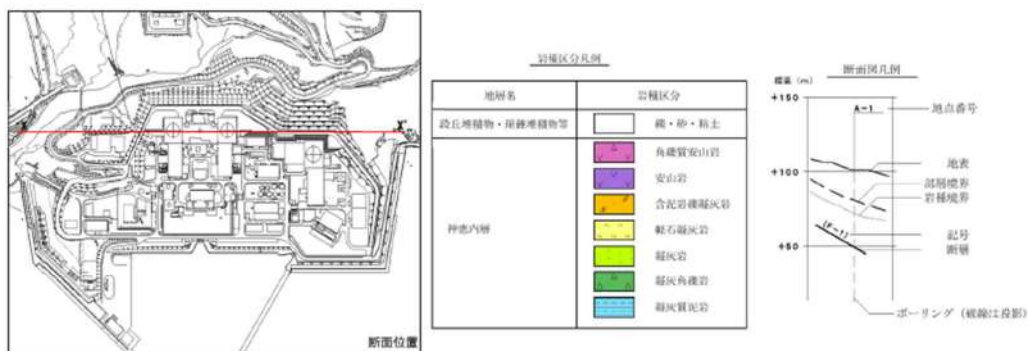 断面位置
岩種区分凡例
地層名
岩種区分
段丘堆積物・崖錐堆積物等
礫・砂・粘土
神恵内層
角礫質安山岩
安山岩
含泥岩礫凝灰岩
軽石凝灰岩
凝灰岩
凝灰角礫岩
凝灰質泥岩
断面図凡例
標高 (m)
+150
A-1
地点番号
+100
地表
部層境界
岩種境界
(F-1)
記号
+50
断層
ボーリング (破線は投影)